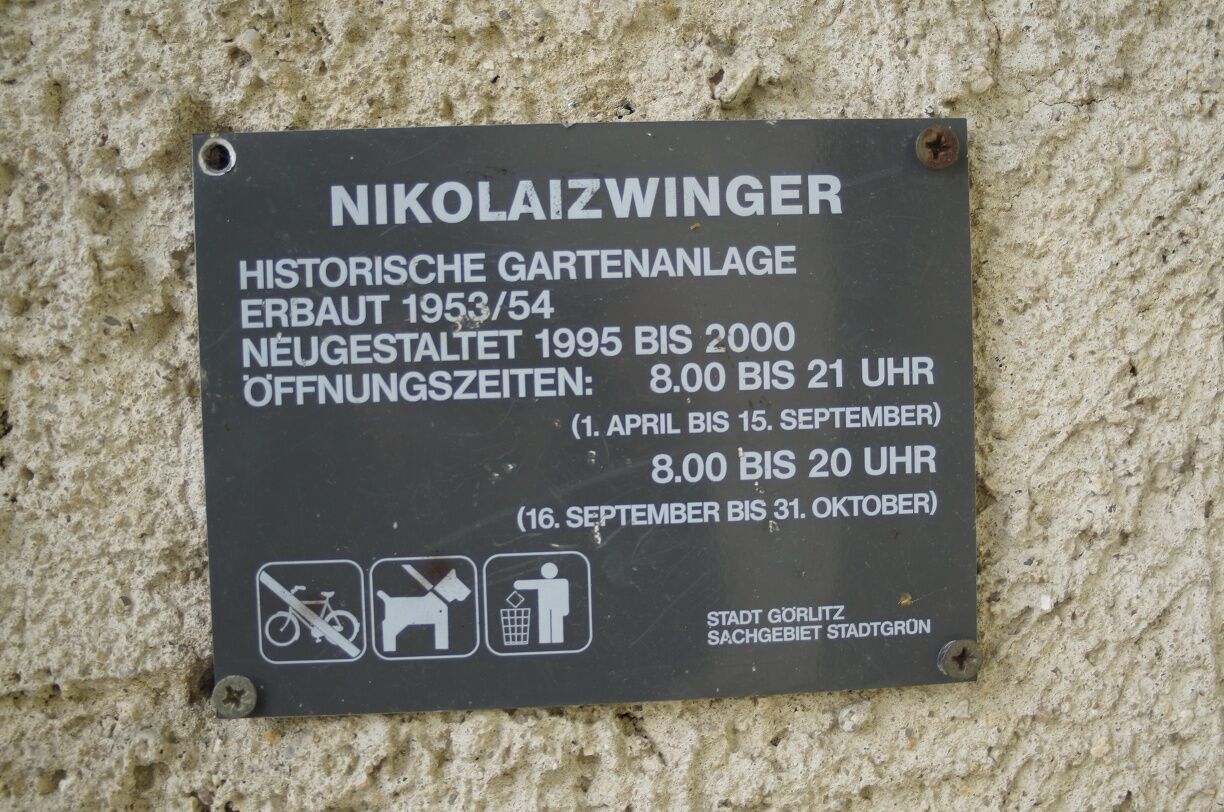 NIKOLAIZWINGER
HISTORISCHE GARTENANLAGE
ERBAUT 1953/54
NEUGESTALTET 1995 BIS 2000
ÖFFNUNGSZEITEN: 8.00 BIS 21 UHR
(1. APRIL BIS 15. SEPTEMBER)
8.00 BIS 20 UHR
(16. SEPTEMBER BIS 31. OKTOBER)
STADT GÖRLITZ
SACHGEBIET STADTGRÜN